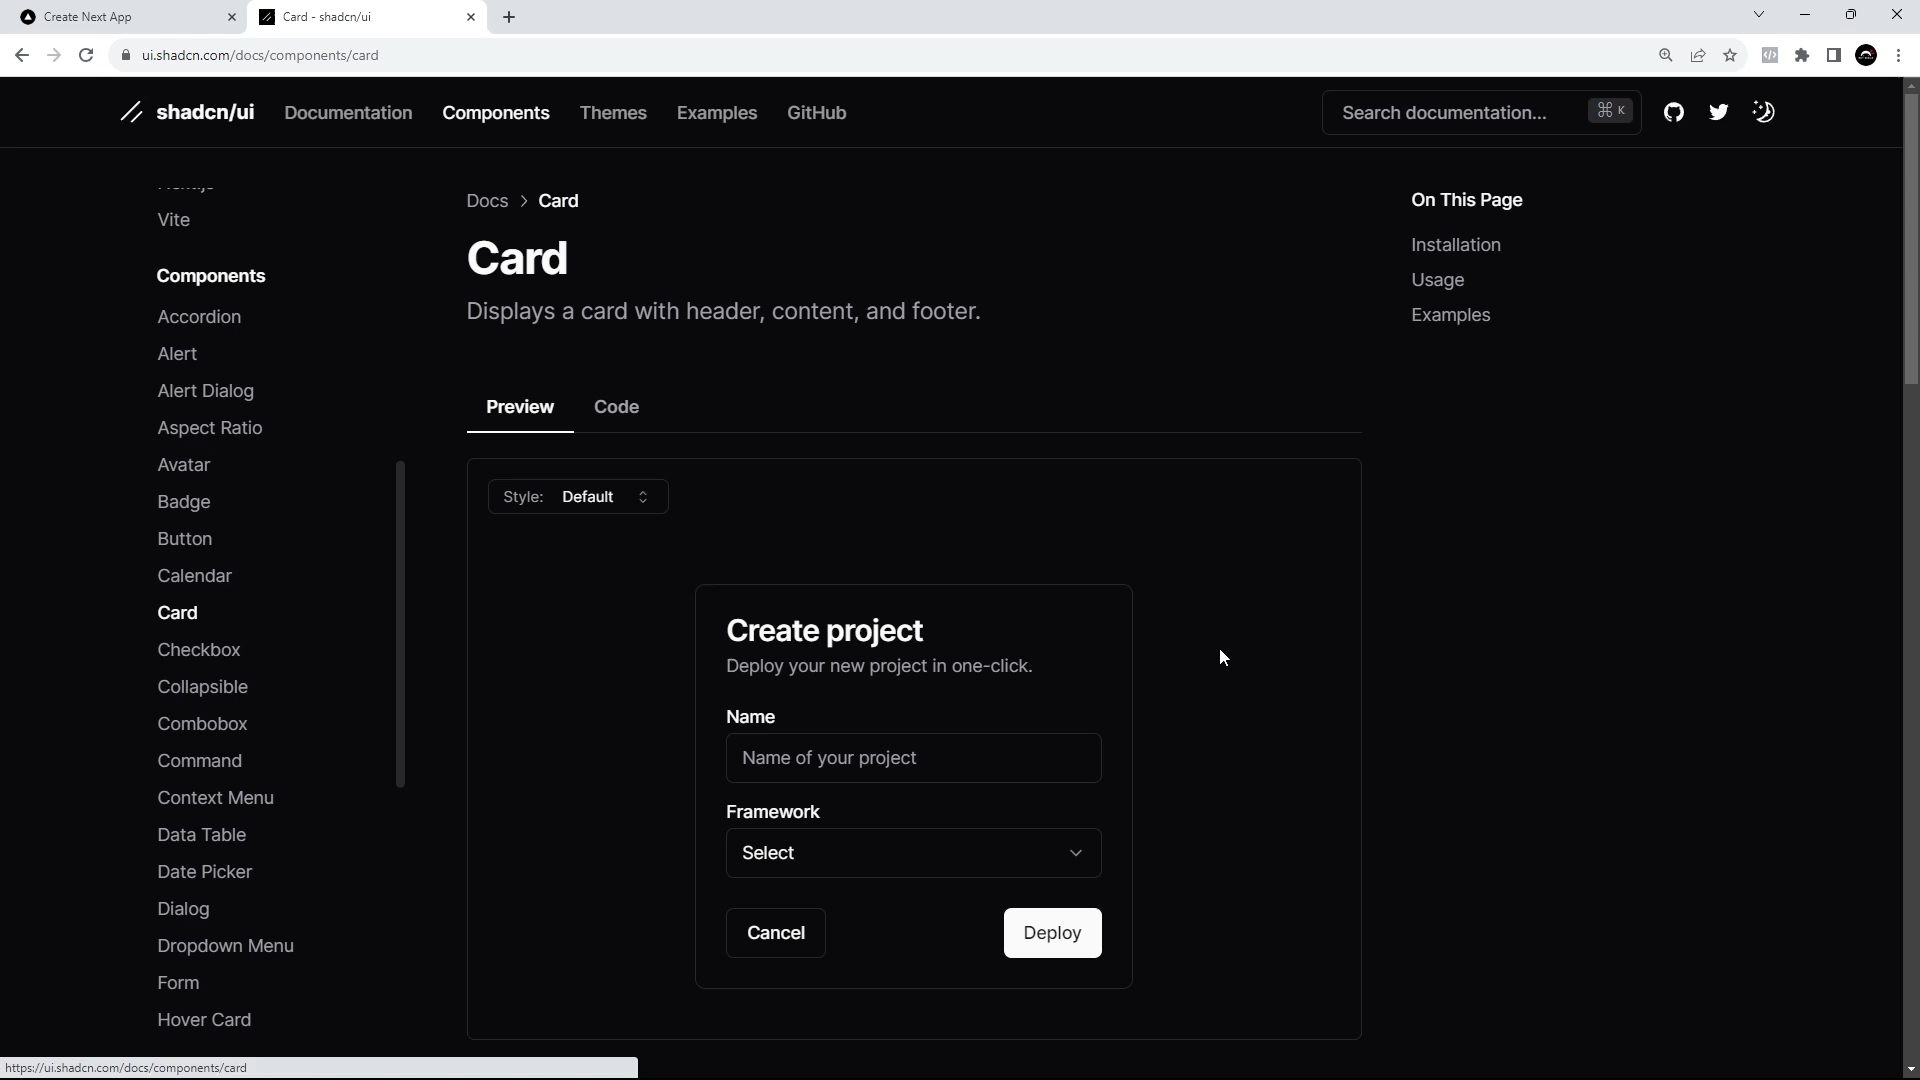 Create Next App
Card - shadcn/ui
ui.shadcn.com/docs/components/card
shadcn/ui
Documentation
Components
Themes
Examples
GitHub
Search documentation...
⌘ K
Vite
Components
Accordion
Alert
Alert Dialog
Aspect Ratio
Avatar
Badge
Button
Calendar
Card
Checkbox
Collapsible
Combobox
Command
Context Menu
Data Table
Date Picker
Dialog
Dropdown Menu
Form
Hover Card
Docs > Card
Card
Displays a card with header, content, and footer.
Preview
Code
Style: Default
Create project
Deploy your new project in one-click.
Name
Name of your project
Framework
Select
Cancel
Deploy
On This Page
Installation
Usage
Examples
https://ui.shadcn.com/docs/components/card